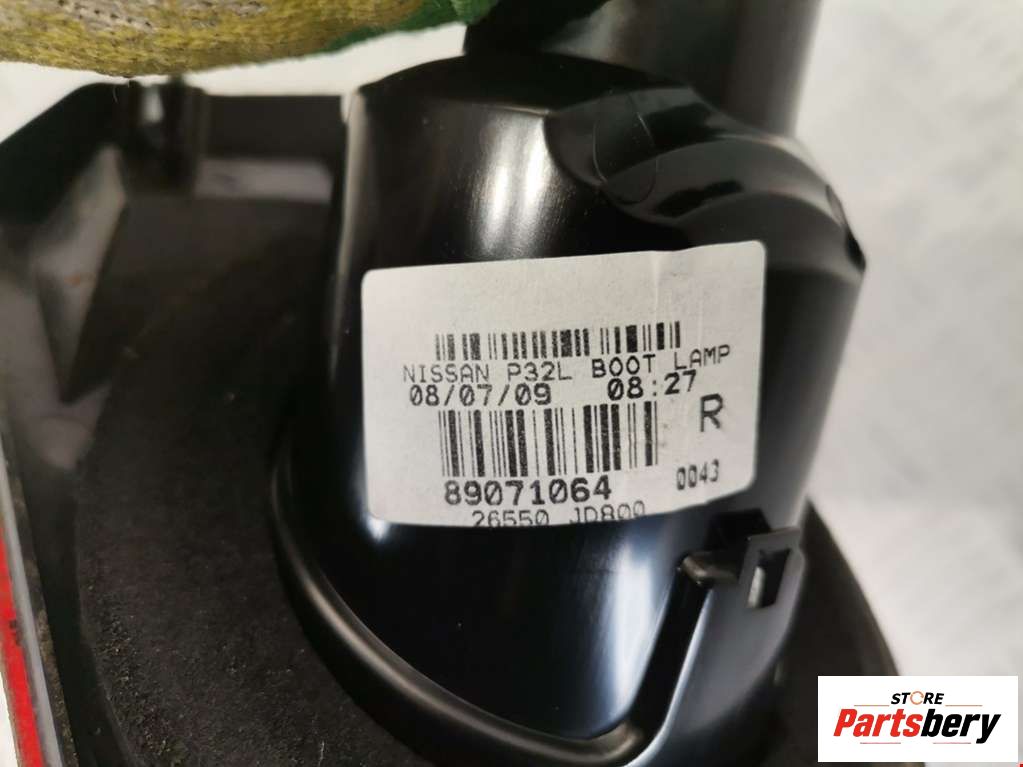 NISSAN P32L BOOT LAMP
08/07/09 08:27
R
89071064 0043
26550 JD800
STORE
Partsbery